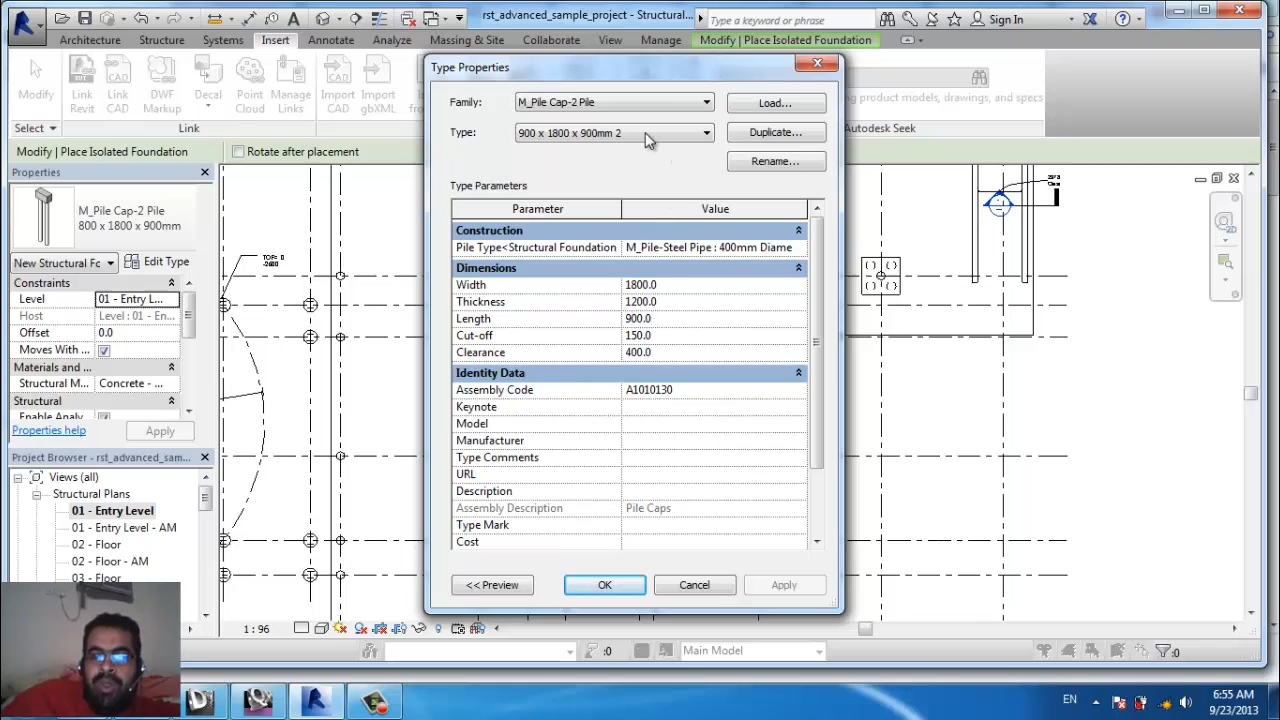 rst_advanced_sample_project - Structural...
Type a keyword or phrase
Sign In
Structure
Systems
Insert
Annotate
Analyze
Massing & Site
Collaborate
View
Manage
Modify | Place Isolated Foundation
Modify
Link Revit
Link CAD
DWF Markup
Decal
Point Cloud
Manage Links
Import CAD
Import gbXML
Select
Autodesk Seek
Modify | Place Isolated Foundation
Rotate after placement
Properties
M_Pile Cap-2 Pile
800 x 1800 x 900mm
New Structural Fc
Edit Type
Constraints
Level 01 - Entry L...
Host Level : 01 - En...
Offset 0.0
Moves With ...
Materials and ...
Structural M... Concrete - ...
Structural
Enable Analy
Properties help
Apply
Project Browser - rst_advanced_sam...
Views (all)
Structural Plans
01 - Entry Level
01 - Entry Level - AM
02 - Floor
02 - Floor - AM
03 - Floor
Type Properties
Family: M_Pile Cap-2 Pile Load...
Type: 900 x 1800 x 900mm 2 Duplicate...
Rename...
Type Parameters
Parameter Value
Construction
Pile Type<Structural Foundation M_Pile-Steel Pipe : 400mm Diame
Dimensions
Width 1800.0
Thickness 1200.0
Length 900.0
Cut-off 150.0
Clearance 400.0
Identity Data
Assembly Code A1010130
Keynote
Model
Manufacturer
Type Comments
URL
Description
Assembly Description Pile Caps
Type Mark
Cost
<< Preview OK Cancel Apply
1 : 96
:0
Main Model
:0
EN
6:55 AM
9/23/2013